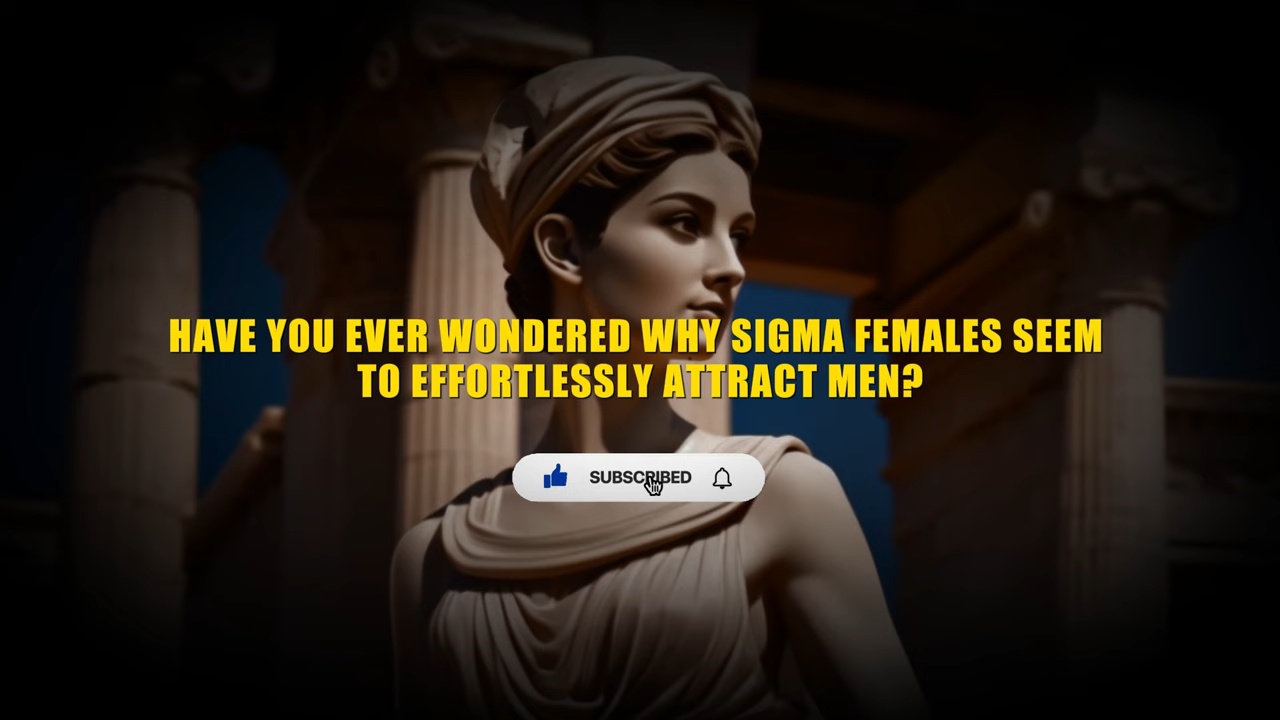 HAVE YOU EVER WONDERED WHY SIGMA FEMALES SEEM
TO EFFORTLESSLY ATTRACT MEN?
SUBSCRIBED